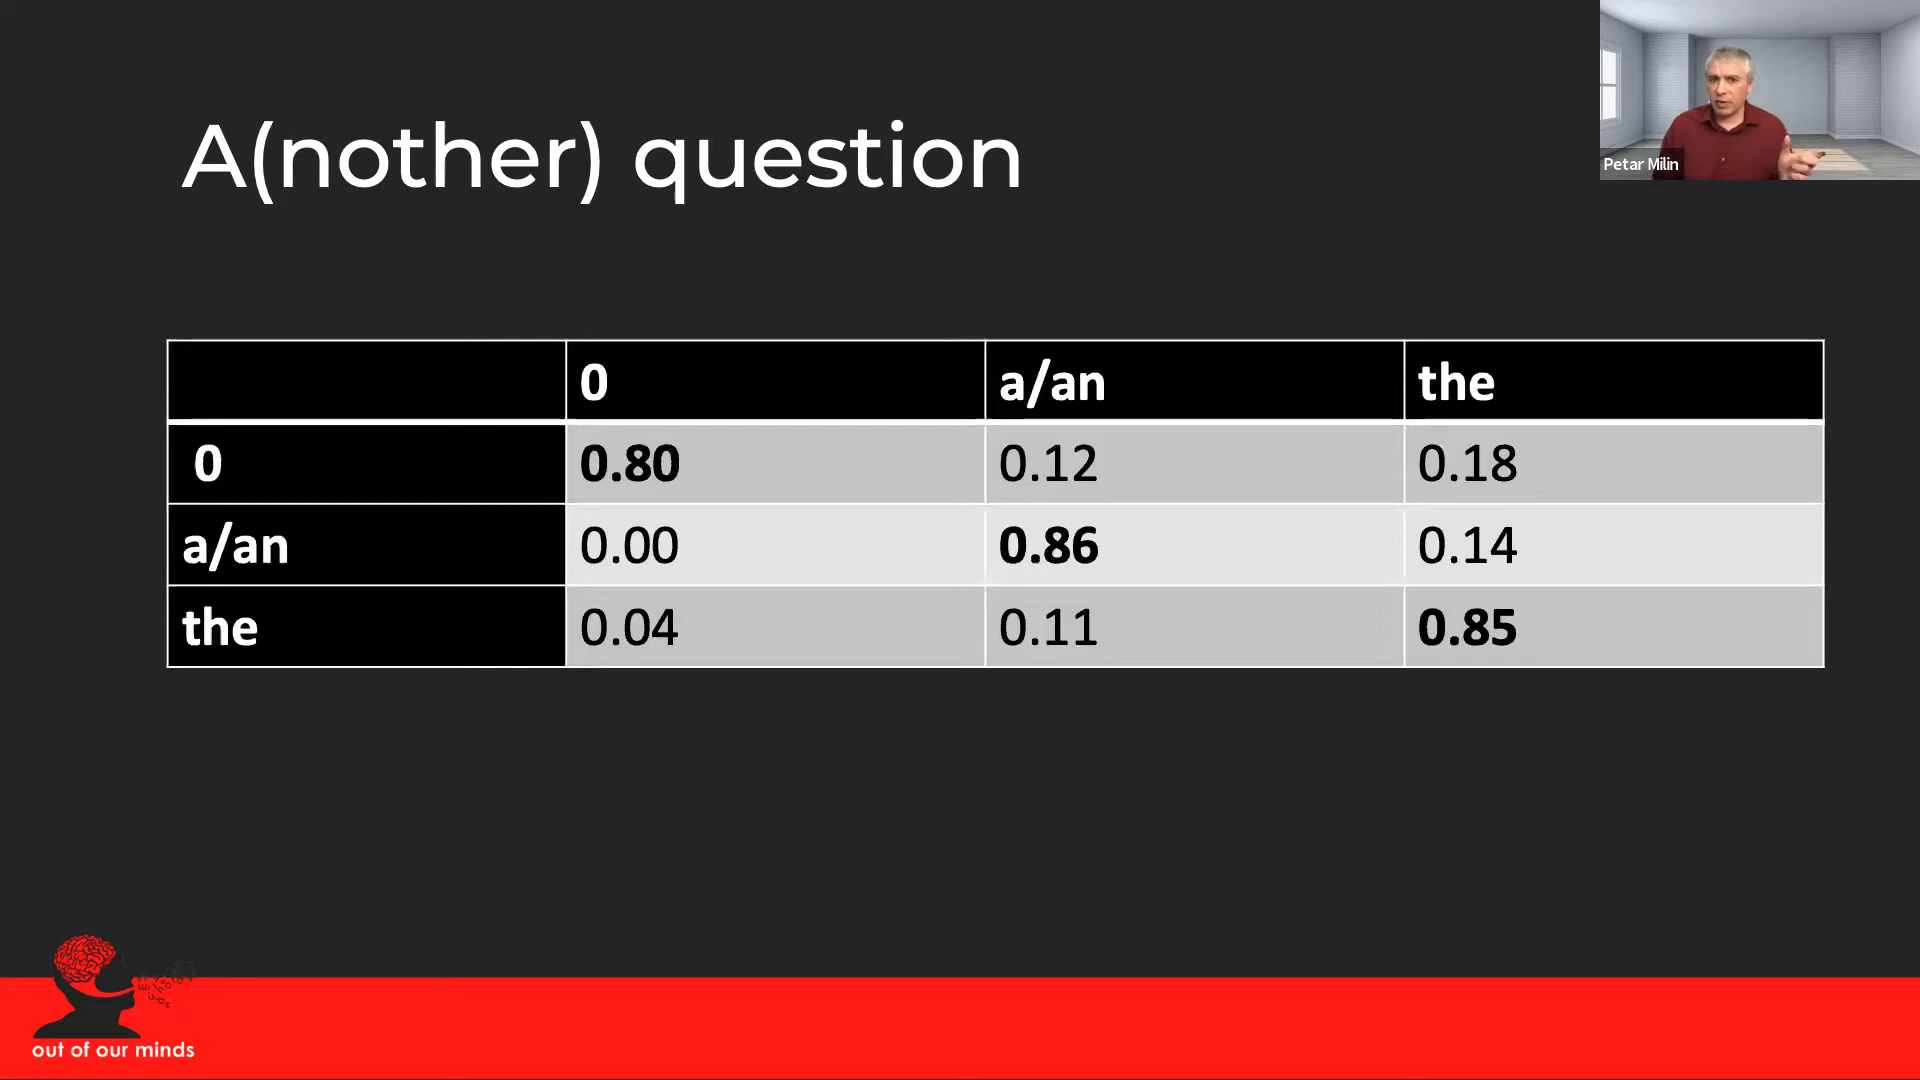 A(nother) question
Petar Milin
0 a/an the
0 0.80 0.12 0.18
a/an 0.00 0.86 0.14
the 0.04 0.11 0.85
out of our minds